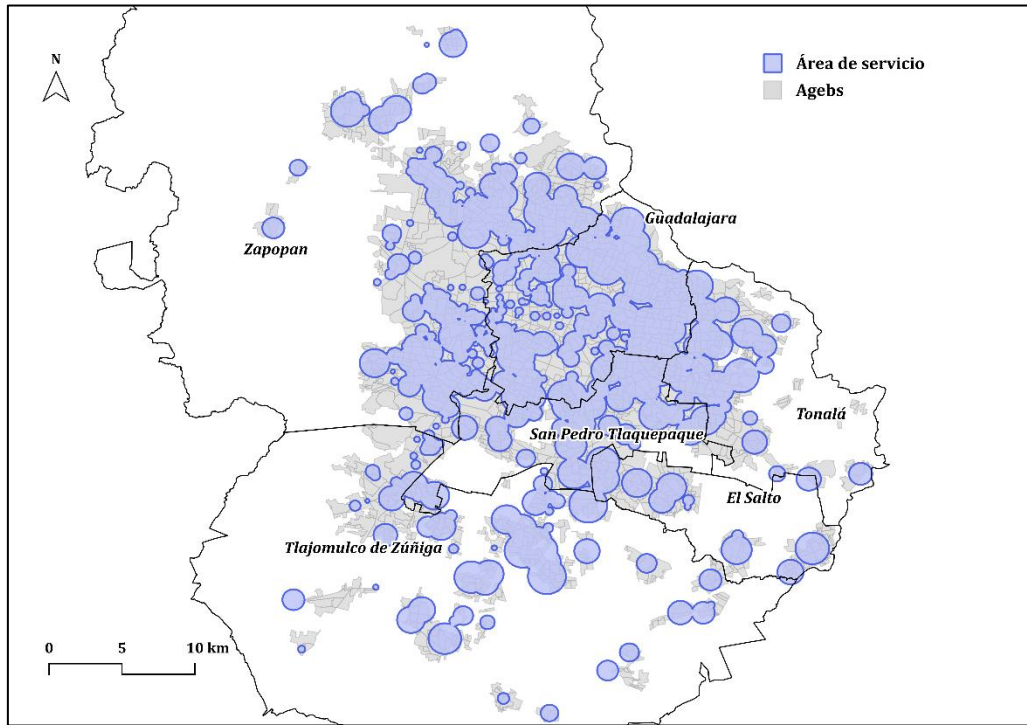 N
Área de servicio
Agebs
Guadalajara
Zapopan
Tonalá
San Pedro Tlaquepaque
El Salto
Tlajomulco de Zúñiga
0 5 10 km